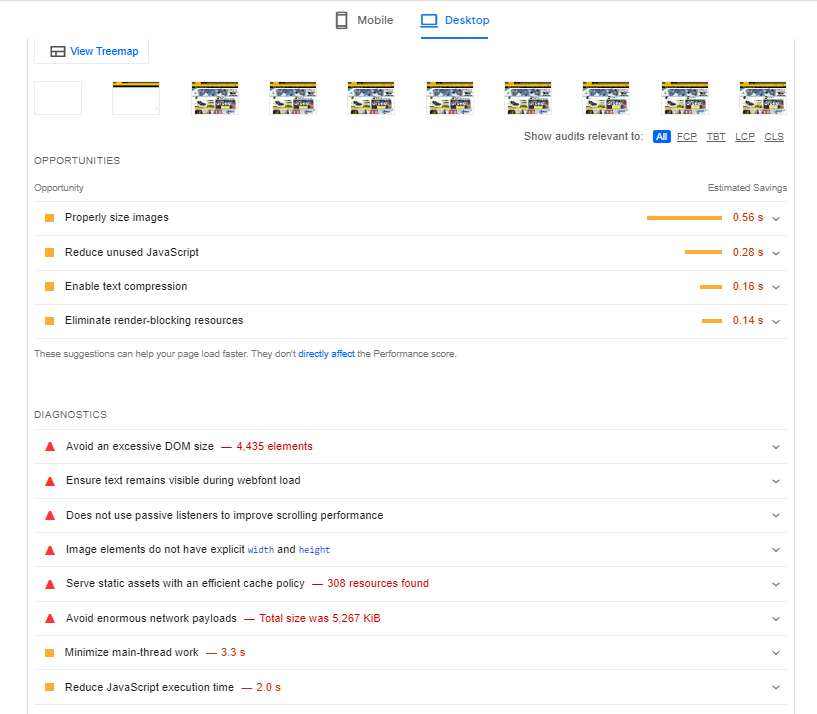 Mobile Desktop
View Treemap
Show audits relevant to: All FCP TBT LCP CLS
OPPORTUNITIES
Opportunity Estimated Savings
Properly size images 0.56 s
Reduce unused JavaScript 0.28 s
Enable text compression 0.16 s
Eliminate render-blocking resources 0.14 s
These suggestions can help your page load faster. They don't directly affect the Performance score.
DIAGNOSTICS
Avoid an excessive DOM size — 4,435 elements
Ensure text remains visible during webfont load
Does not use passive listeners to improve scrolling performance
Image elements do not have explicit width and height
Serve static assets with an efficient cache policy — 308 resources found
Avoid enormous network payloads — Total size was 5,267 KiB
Minimize main-thread work — 3.3 s
Reduce JavaScript execution time — 2.0 s